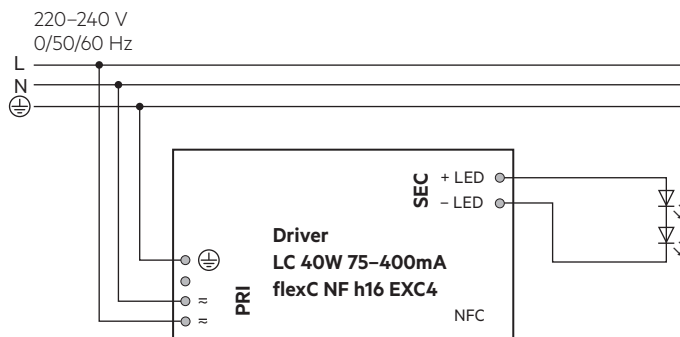 220–240 V
0/50/60 Hz
L
N
+ LED
– LED
SEC
Driver
LC 40W 75–400mA
flexC NF h16 EXC4
PRI
≂
≂
NFC